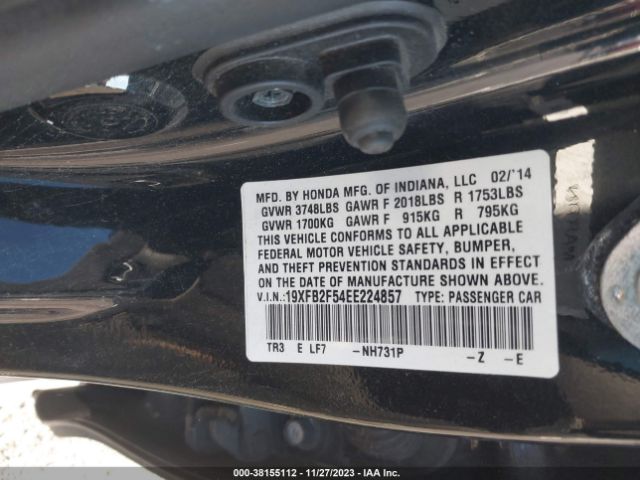 MFD. BY HONDA MFG. OF INDIANA, LLC 02/'14
GVWR 3748LBS GAWR F 2018LBS R 1753LBS
GVWR 1700KG GAWR F 915KG R 795KG
THIS VEHICLE CONFORMS TO ALL APPLICABLE
FEDERAL MOTOR VEHICLE SAFETY, BUMPER,
AND THEFT PREVENTION STANDARDS IN EFFECT
ON THE DATE OF MANUFACTURE SHOWN ABOVE.
V.I.N.:19XFB2F54EE224857 TYPE: PASSENGER CAR
TR3 E LF7 -NH731P -Z -E
000-38155112 - 11/27/2023 - IAA Inc.